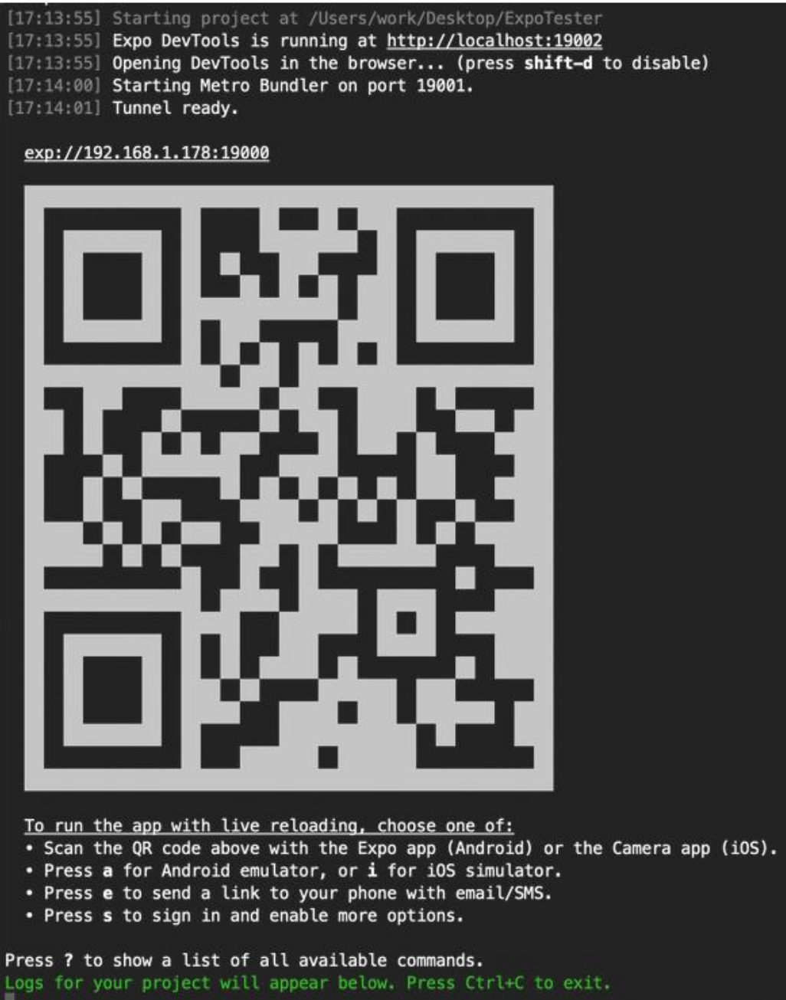 [17:13:55] Starting project at /Users/work/Desktop/ExpoTester
[17:13:55] Expo DevTools is running at http://localhost:19002
[17:13:55] Opening DevTools in the browser... (press shift-d to disable)
[17:14:00] Starting Metro Bundler on port 19001.
[17:14:01] Tunnel ready.
exp://192.168.1.178:19000
To run the app with live reloading, choose one of:
• Scan the QR code above with the Expo app (Android) or the Camera app (iOS).
• Press a for Android emulator, or i for iOS simulator.
• Press e to send a link to your phone with email/SMS.
• Press s to sign in and enable more options.
Press ? to show a list of all available commands.
Logs for your project will appear below. Press Ctrl+C to exit.